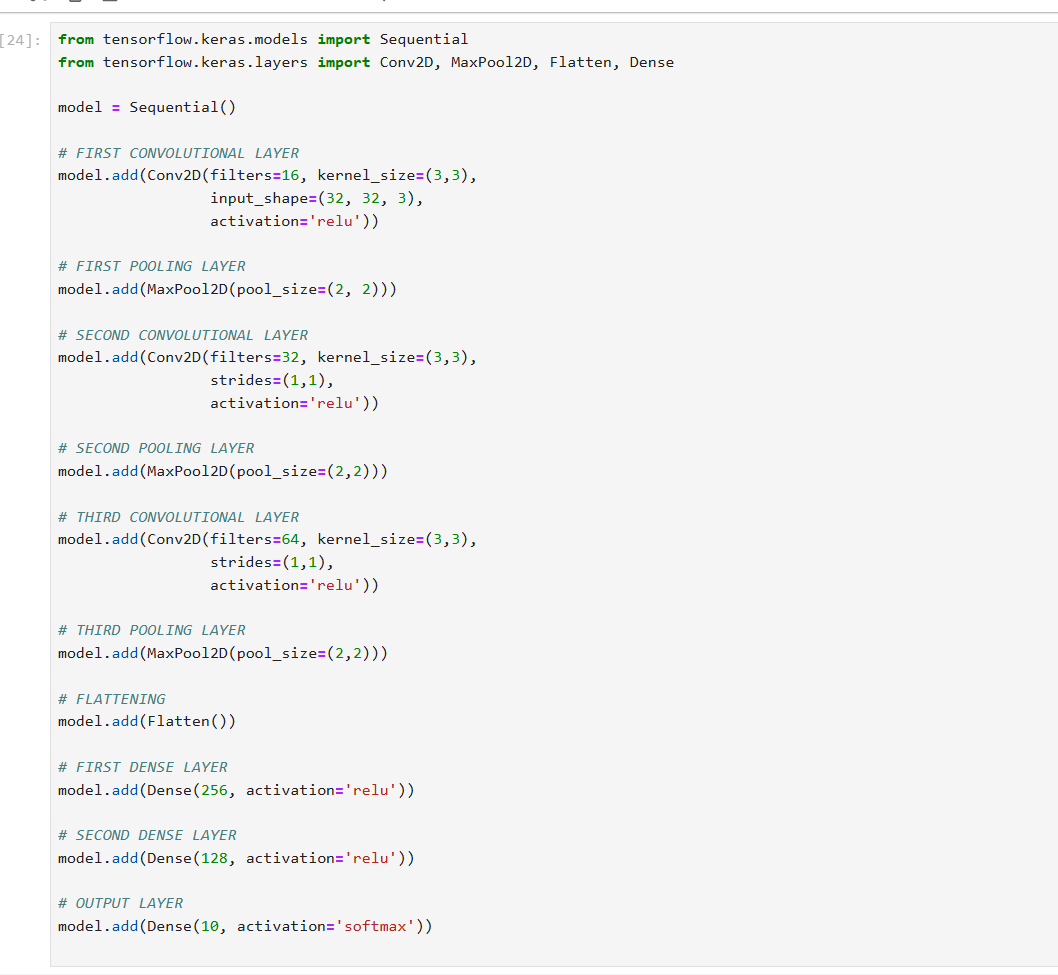 [24]:
from tensorflow.keras.models import Sequential
from tensorflow.keras.layers import Conv2D, MaxPool2D, Flatten, Dense

model = Sequential()

# FIRST CONVOLUTIONAL LAYER
model.add(Conv2D(filters=16, kernel_size=(3,3),
                 input_shape=(32, 32, 3),
                 activation='relu'))

# FIRST POOLING LAYER
model.add(MaxPool2D(pool_size=(2, 2)))

# SECOND CONVOLUTIONAL LAYER
model.add(Conv2D(filters=32, kernel_size=(3,3),
                 strides=(1,1),
                 activation='relu'))

# SECOND POOLING LAYER
model.add(MaxPool2D(pool_size=(2,2)))

# THIRD CONVOLUTIONAL LAYER
model.add(Conv2D(filters=64, kernel_size=(3,3),
                 strides=(1,1),
                 activation='relu'))

# THIRD POOLING LAYER
model.add(MaxPool2D(pool_size=(2,2)))

# FLATTENING
model.add(Flatten())

# FIRST DENSE LAYER
model.add(Dense(256, activation='relu'))

# SECOND DENSE LAYER
model.add(Dense(128, activation='relu'))

# OUTPUT LAYER
model.add(Dense(10, activation='softmax'))